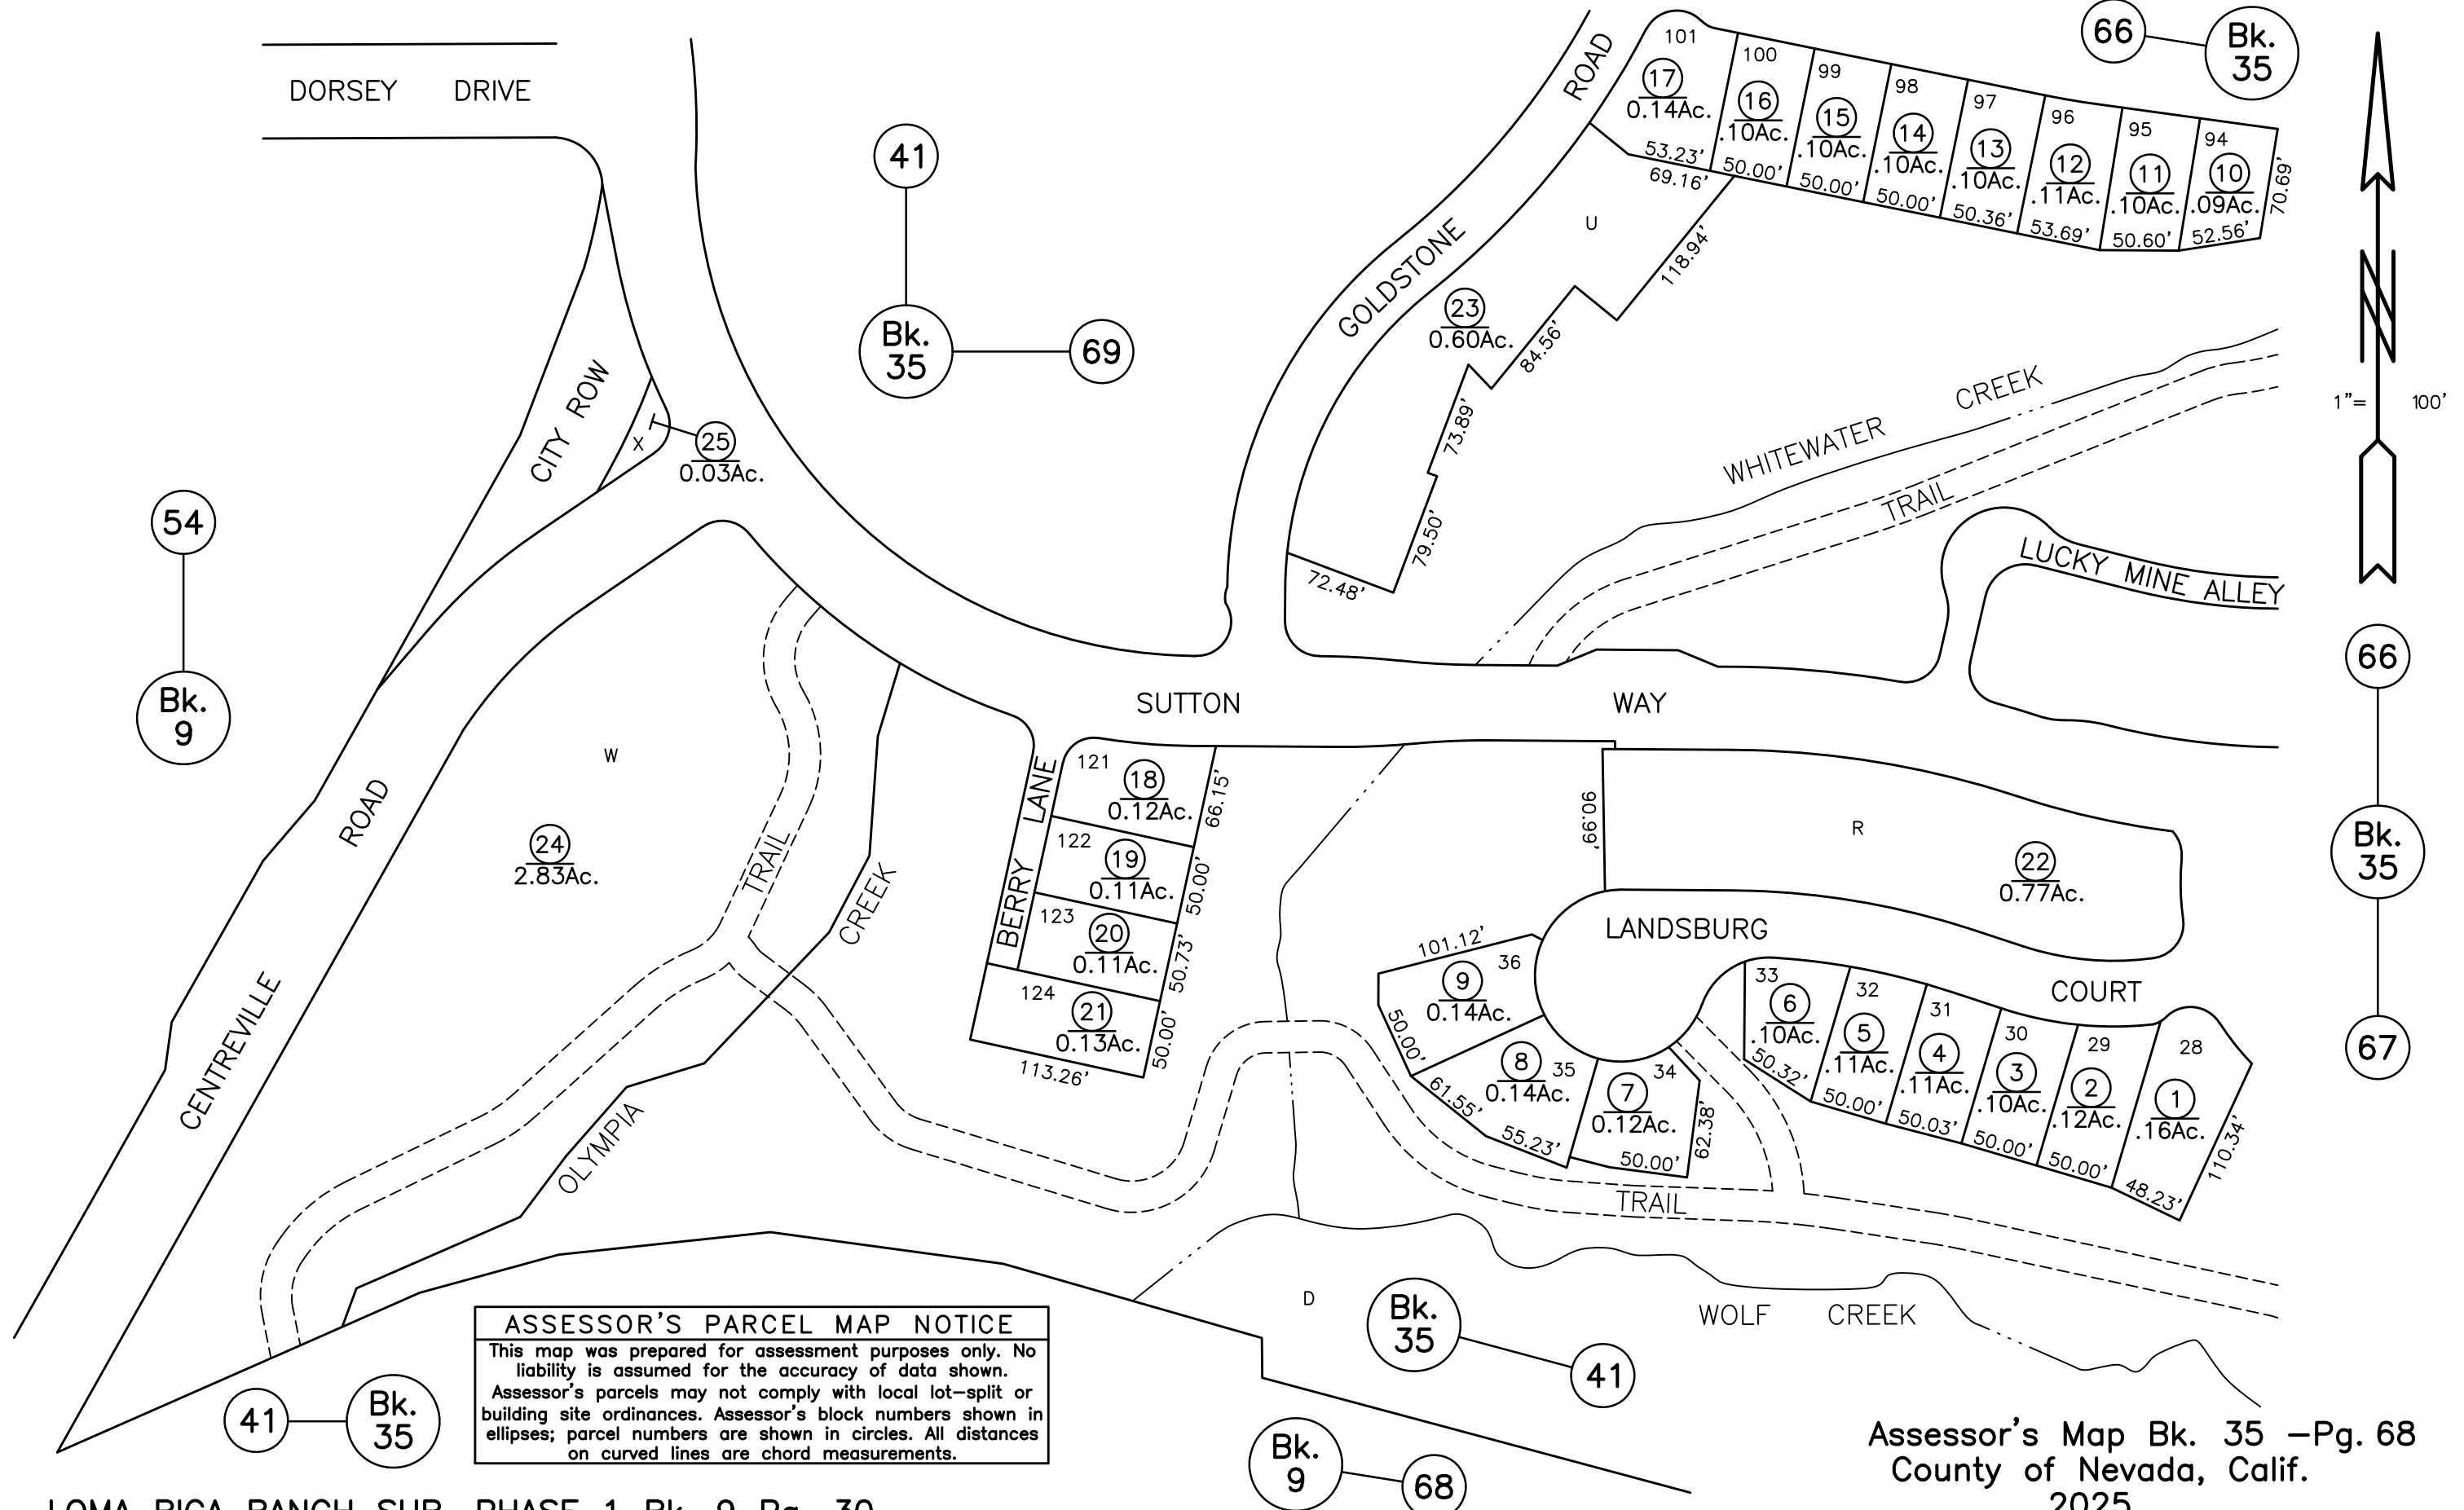 DORSEY DRIVE
41
Bk.
35
69
54
Bk.
9
CITY ROW
X
25
0.03Ac.
ROAD
GOLDSTONE
101
17
0.14Ac.
53.23'
69.16'
100
16
.10Ac.
50.00'
99
15
.10Ac.
50.00'
98
14
.10Ac.
50.00'
97
13
.10Ac.
50.36'
96
12
.11Ac.
53.69'
95
11
.10Ac.
50.60'
94
10
.09Ac.
52.56'
70.69'
66
Bk.
35
N
1"= 100'
U
23
0.60Ac.
118.94'
84.56'
73.89'
79.50'
72.48'
WHITEWATER CREEK
TRAIL
LUCKY MINE ALLEY
66
Bk.
35
67
SUTTON WAY
W
24
2.83Ac.
ROAD
CENTREVILLE
TRAIL
CREEK
OLYMPIA
BERRY LANE
121
18
0.12Ac.
66.15'
122
19
0.11Ac.
50.00'
123
20
0.11Ac.
50.73'
124
21
0.13Ac.
50.00'
113.26'
90.99'
R
22
0.77Ac.
LANDSBURG
COURT
101.12'
36
9
0.14Ac.
50.00'
8
35
0.14Ac.
61.55'
55.23'
34
7
0.12Ac.
62.38'
50.00'
33
6
.10Ac.
50.32'
32
5
.11Ac.
50.00'
31
4
.11Ac.
50.03'
30
3
.10Ac.
50.00'
29
2
.12Ac.
50.00'
28
1
.16Ac.
48.23'
110.34'
TRAIL
WOLF CREEK
D
Bk.
35
41
Bk.
9
68
41
Bk.
35
ASSESSOR'S PARCEL MAP NOTICE
This map was prepared for assessment purposes only. No
liability is assumed for the accuracy of data shown.
Assessor's parcels may not comply with local lot-split or
building site ordinances. Assessor's block numbers shown in
ellipses; parcel numbers are shown in circles. All distances
on curved lines are chord measurements.
Assessor's Map Bk. 35 -Pg. 68
County of Nevada, Calif.
2025
LOMA RICA RANCH SUB. PHASE 1 Bk. 9 Pg. 30